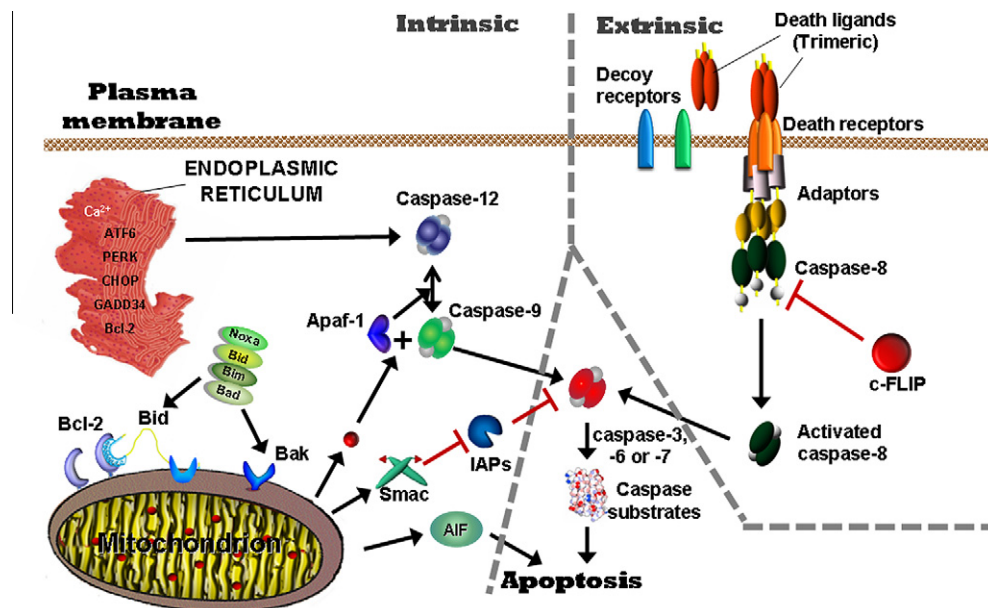 Intrinsic
Extrinsic
Death ligands
(Trimeric)
Decoy
receptors
Plasma
membrane
Death receptors
ENDOPLASMIC
RETICULUM
Adaptors
Caspase-12
Ca2+
ATF6
PERK
CHOP
GADD34
Bcl-2
Caspase-8
Apaf-1
+
Caspase-9
c-FLIP
Noxa
Bid
Bim
Bad
Bcl-2
Bid
Bak
IAPs
Smac
caspase-3,
-6 or -7
Activated
caspase-8
Caspase
substrates
Mitochondrion
AIF
Apoptosis